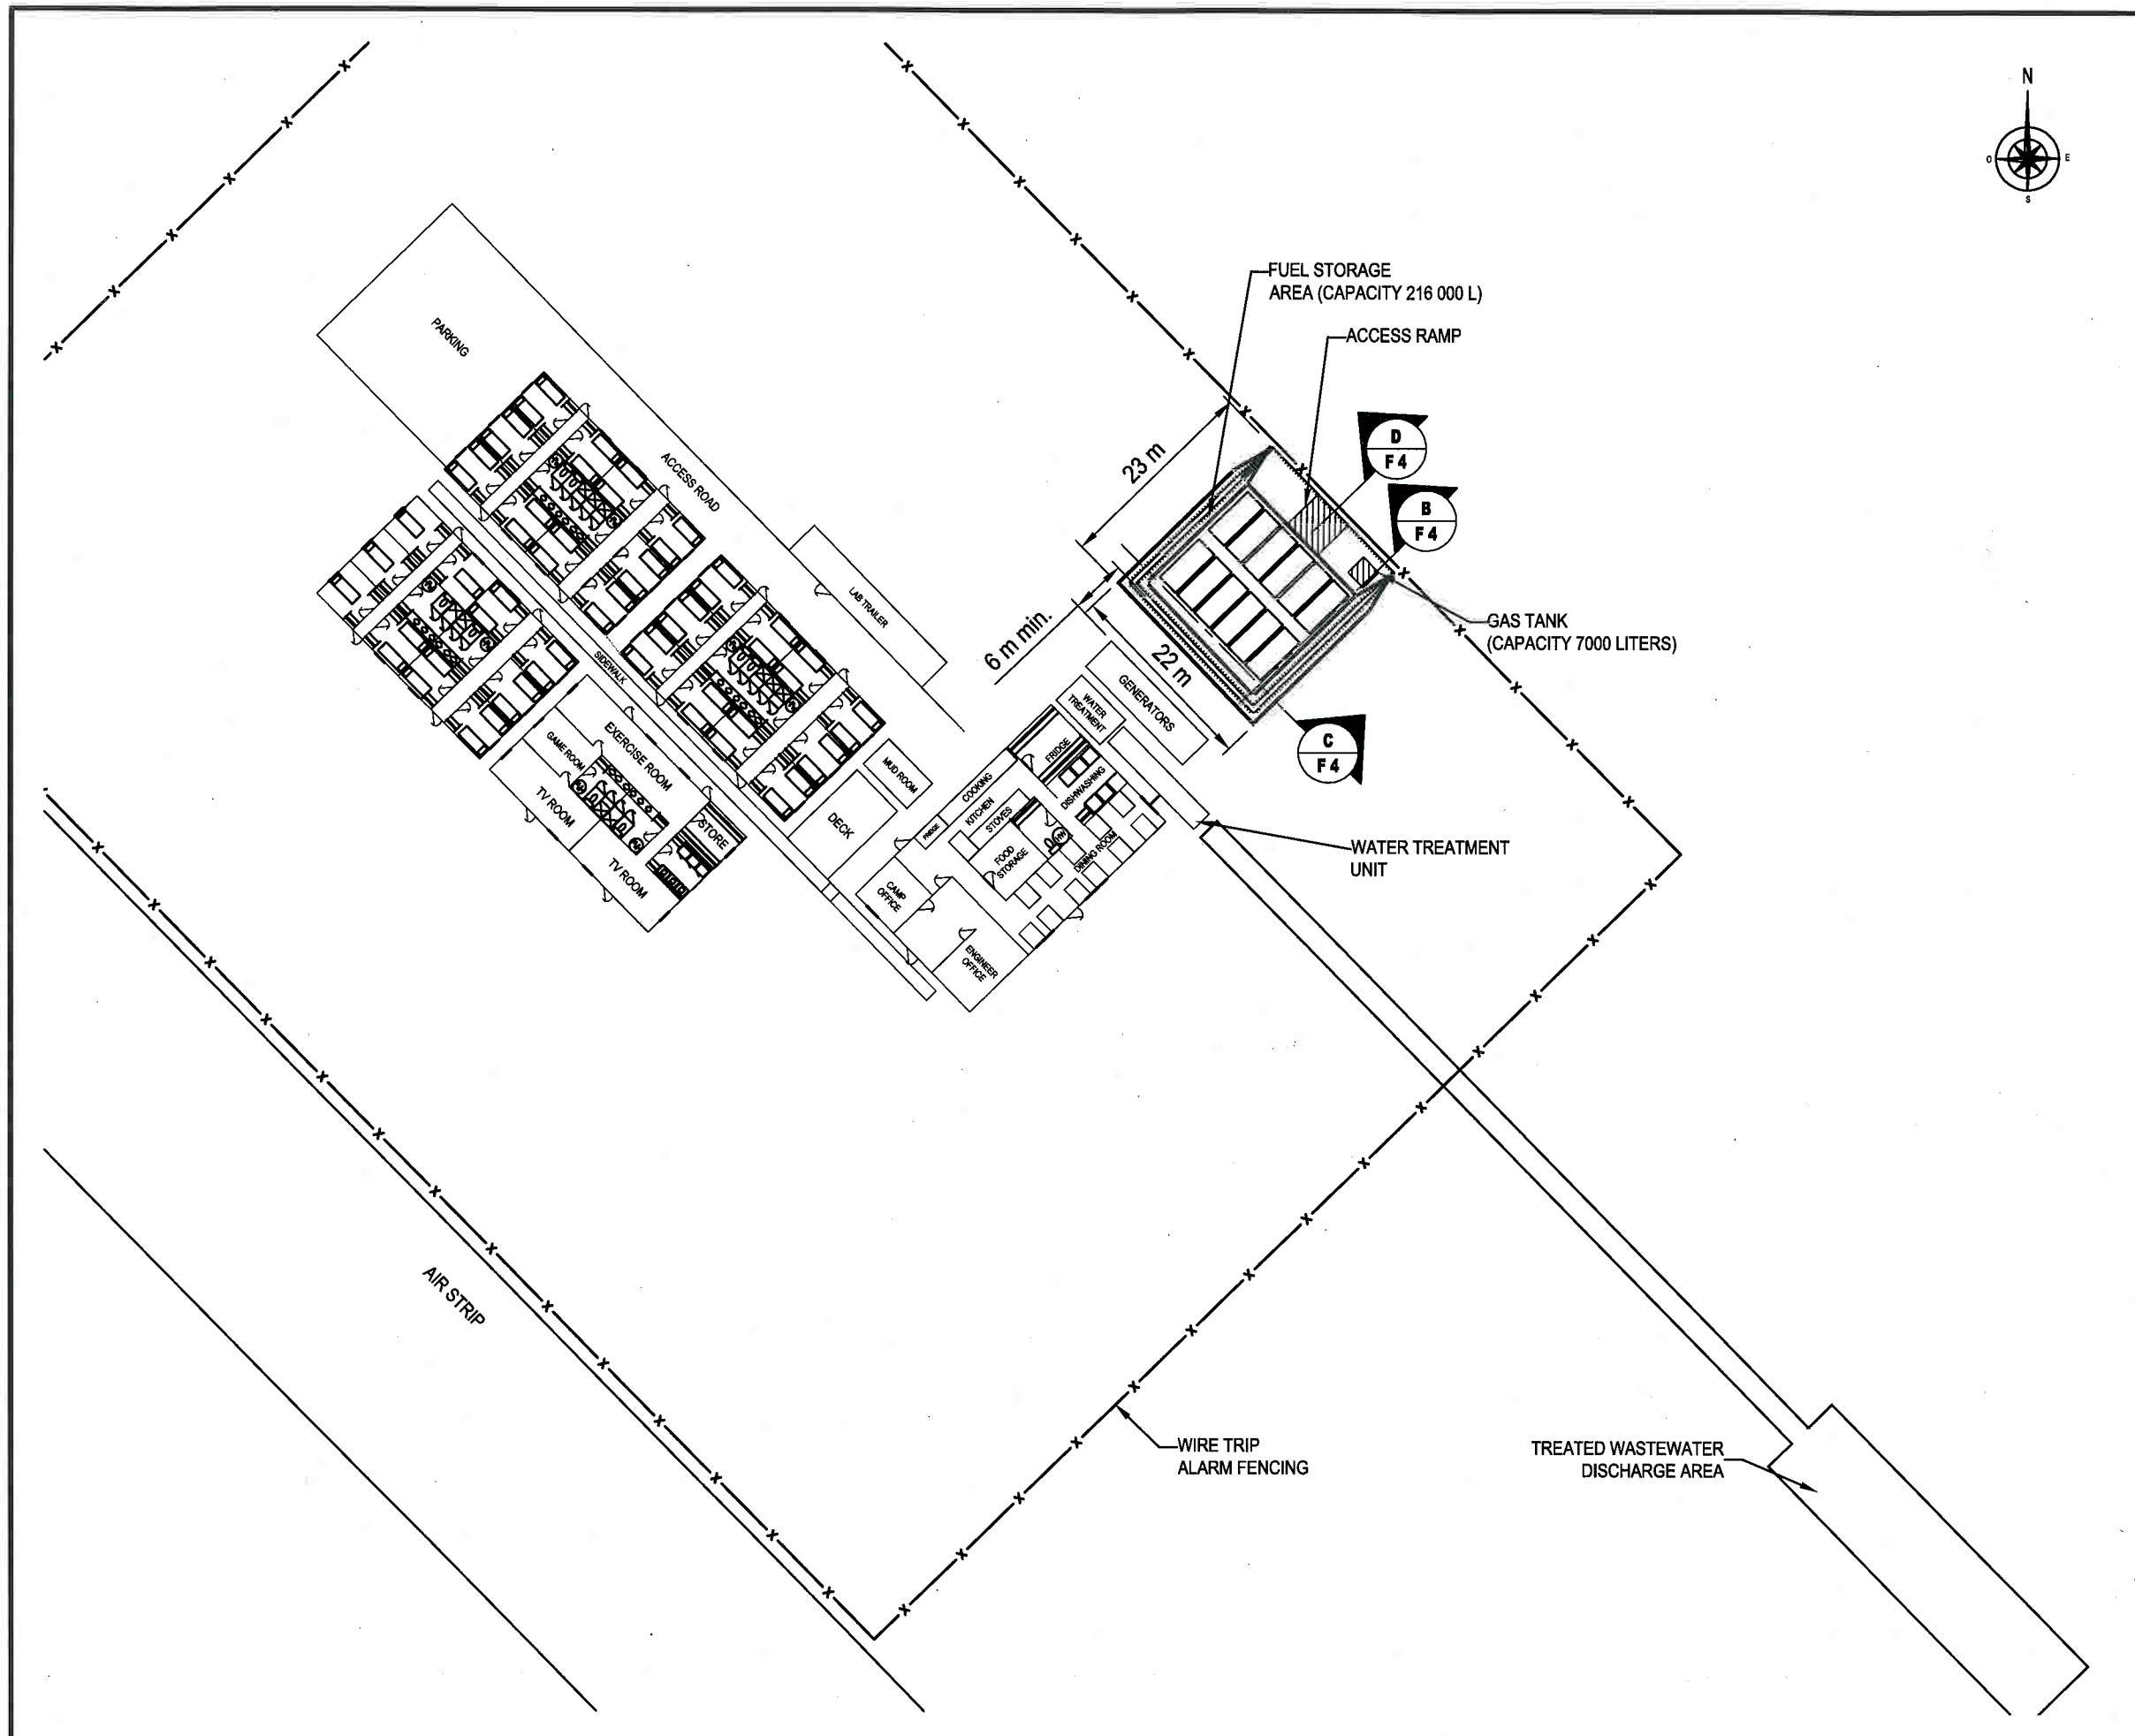 N
O
E
S
FUEL STORAGE
AREA (CAPACITY 216 000 L)
ACCESS RAMP
PARKING
D
F 4
23 m
B
F 4
ACCESS ROAD
LAB TRAILER
GAS TANK
(CAPACITY 7000 LITERS)
6 m min.
22 m
SIDEWALK
GENERATORS
WATER
TREATMENT
EXERCISE ROOM
GAME ROOM
TV ROOM
TV ROOM
STORE
MUD ROOM
DECK
FRIDGE
DISHWASHING
COOKING
KITCHEN
STOVES
FRIDGE
FOOD
STORAGE
DINING ROOM
CAMP
OFFICE
ENGINEER
OFFICE
C
F 4
WATER TREATMENT
UNIT
AIR STRIP
WIRE TRIP
ALARM FENCING
TREATED WASTEWATER
DISCHARGE AREA